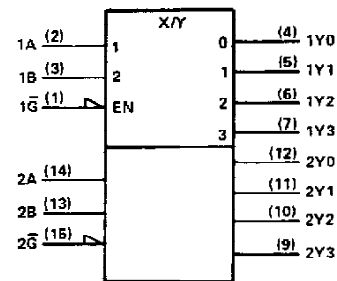 X/Y
1A (2) 1 0 (4) 1Y0
1B (3) 2 1 (5) 1Y1
1G̅ (1) EN 2 (6) 1Y2
3 (7) 1Y3
(12) 2Y0
2A (14) (11) 2Y1
2B (13) (10) 2Y2
2G̅ (15) (9) 2Y3